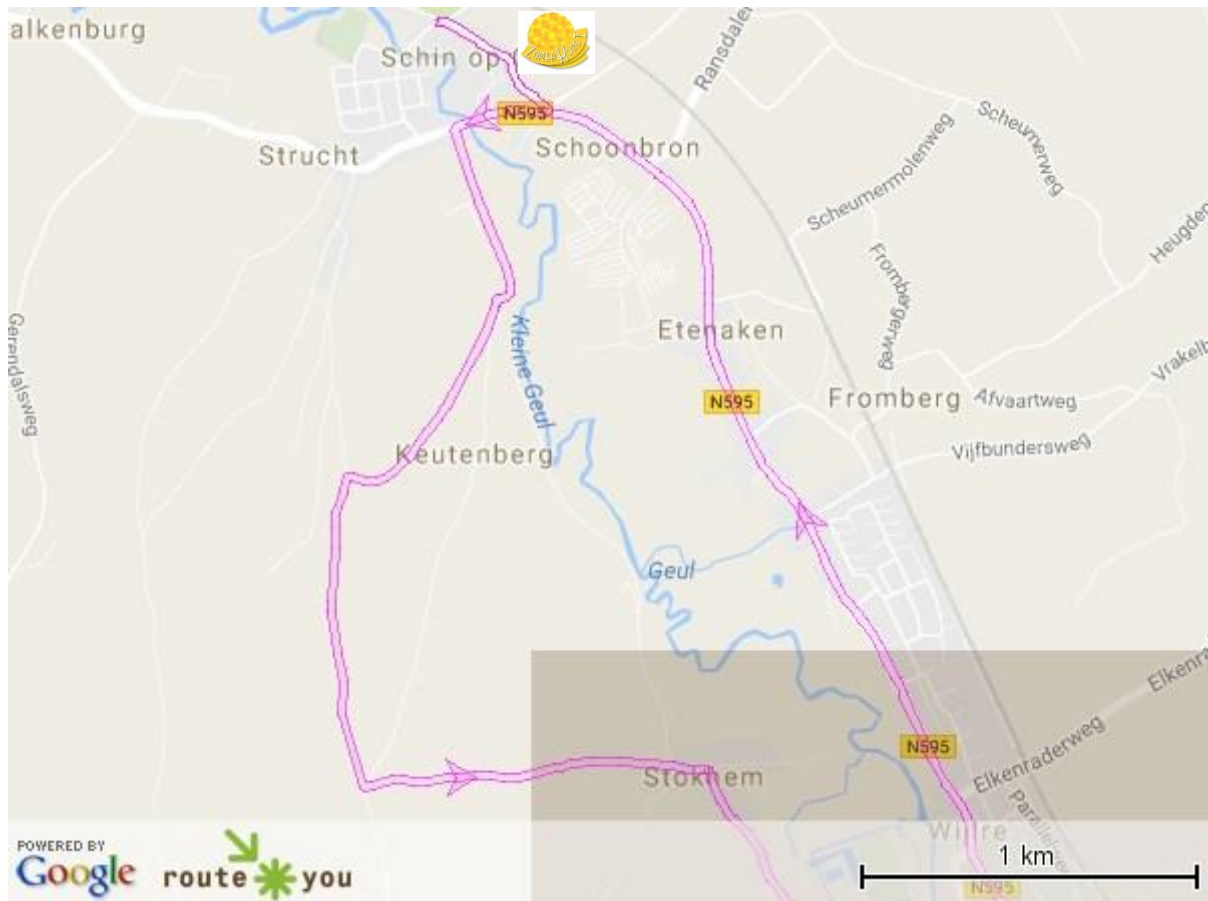 alkenburg
Schin op
N595
Ransdaler
Strucht
Schoonbron
Scheumerweg
Scheumermolenweg
Frombergerweg
Heugden
Gerendalsweg
Kleine Geul
Etenaken
N595
Fromberg
Afvaartweg
Vrakelb
Vijfbundersweg
Keutenberg
Geul
Stokhem
N595
Elkenraderweg
Elkenra
Wijlre
1 km
N595
POWERED BY
Google
route you